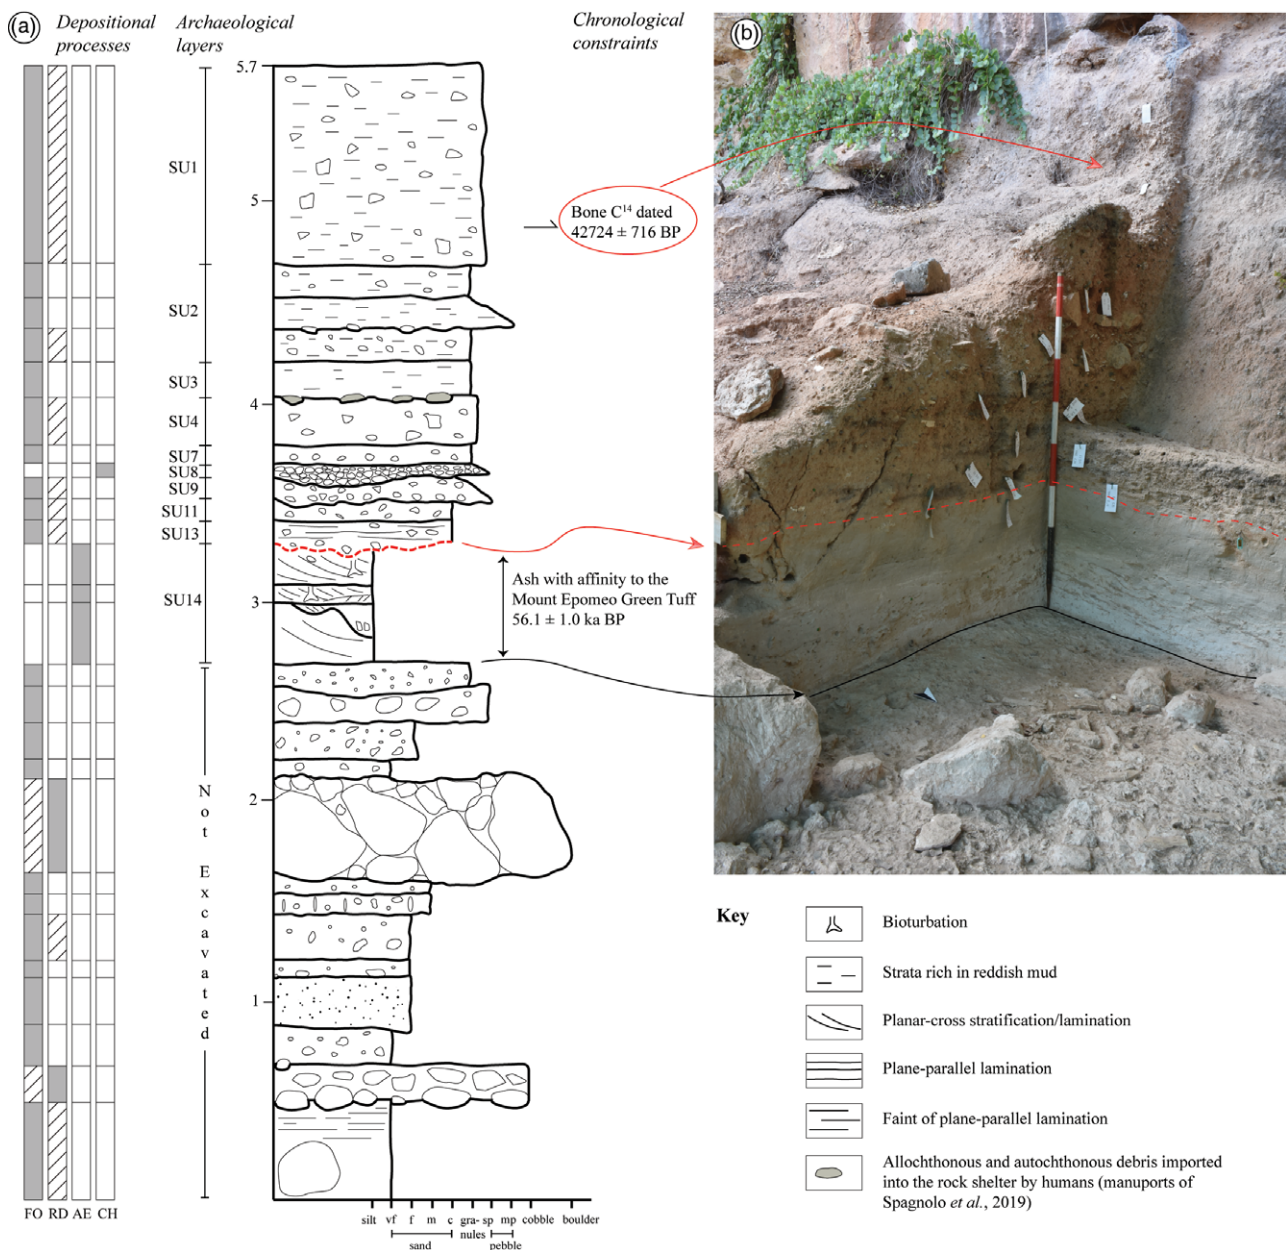 (a)
Depositional
processes
Archaeological
layers
Chronological
constraints
(b)
5.7
SU1
5
Bone C14 dated
42724 ± 716 BP
SU2
SU3
4
SU4
SU7
SU8
SU9
SU11
SU13
SU14
3
Ash with affinity to the
Mount Epomeo Green Tuff
56.1 ± 1.0 ka BP
Not Excavated
2
1
FO RD AE CH
silt vf f m c gra- sp mp cobble boulder
nules
sand pebble
Key
Bioturbation
Strata rich in reddish mud
Planar-cross stratification/lamination
Plane-parallel lamination
Faint of plane-parallel lamination
Allochthonous and autochthonous debris imported
into the rock shelter by humans (manuports of
Spagnolo et al., 2019)